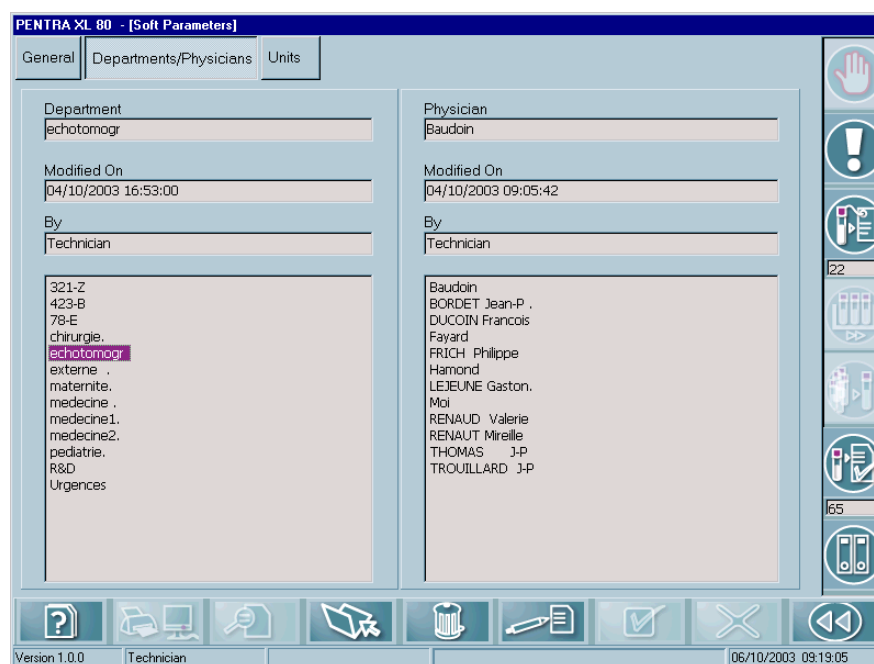 PENTRA XL 80 - [Soft Parameters]
General
Departments/Physicians
Units
Department
echotomogr
Modified On
04/10/2003 16:53:00
By
Technician
321-Z
423-B
78-E
chirurgie.
echotomogr
externe .
maternite.
medecine .
medecine1.
medecine2.
pediatrie.
R&D
Urgences
Physician
Baudoin
Modified On
04/10/2003 09:05:42
By
Technician
Baudoin
BORDET Jean-P .
DUCOIN Francois
Fayard
FRICH Philippe
Hamond
LEJEUNE Gaston.
Moi
RENAUD Valerie
RENAUT Mireille
THOMAS J-P
TROUILLARD J-P
22
65
Version 1.0.0
Technician
06/10/2003 09:19:05